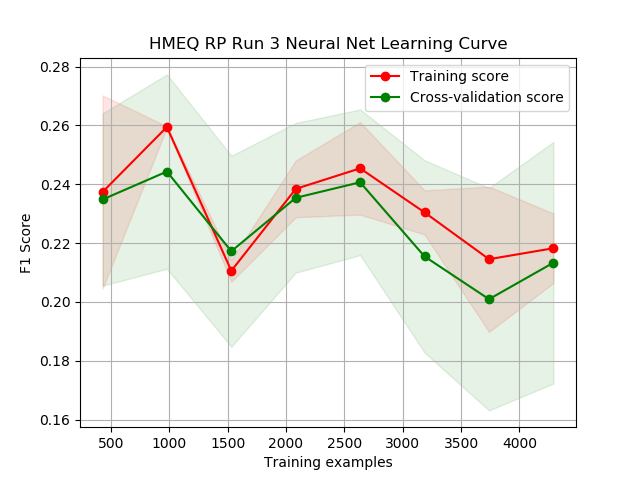 HMEQ RP Run 3 Neural Net Learning Curve
Training score
Cross-validation score
F1 Score
0.28
0.26
0.24
0.22
0.20
0.18
0.16
500 1000 1500 2000 2500 3000 3500 4000
Training examples